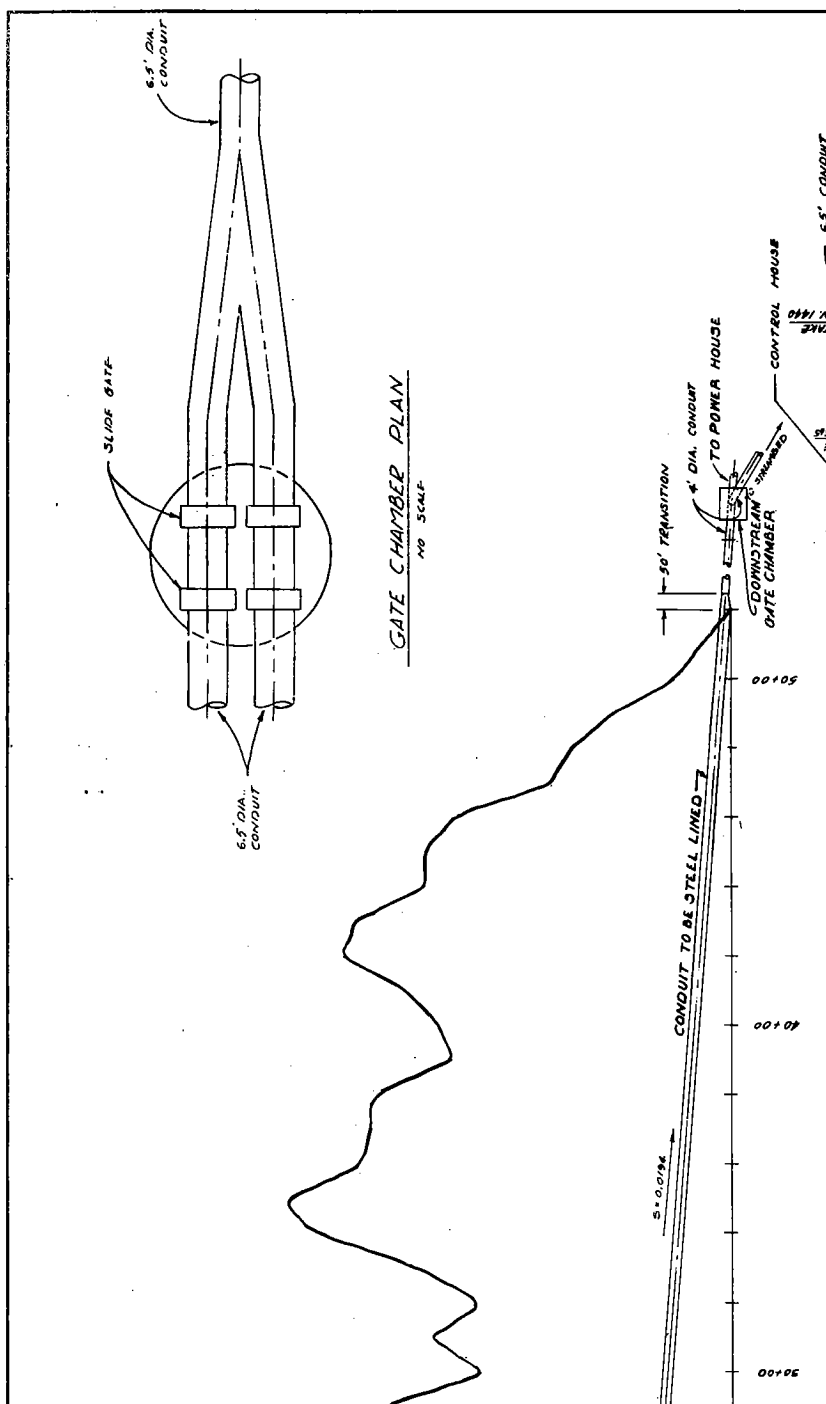 6.5' DIA.
CONDUIT
SLIDE GATE
6.5' DIA.
CONDUIT
GATE CHAMBER PLAN
NO SCALE
6.5' CONDUIT
CONTROL HOUSE
V. 1440
TO POWER HOUSE
4' DIA. CONDUIT
50' TRANSITION
STREAMBED
DOWNSTREAM
GATE CHAMBER
50+00
CONDUIT TO BE STEEL LINED
40+00
S=0.0194
30+00